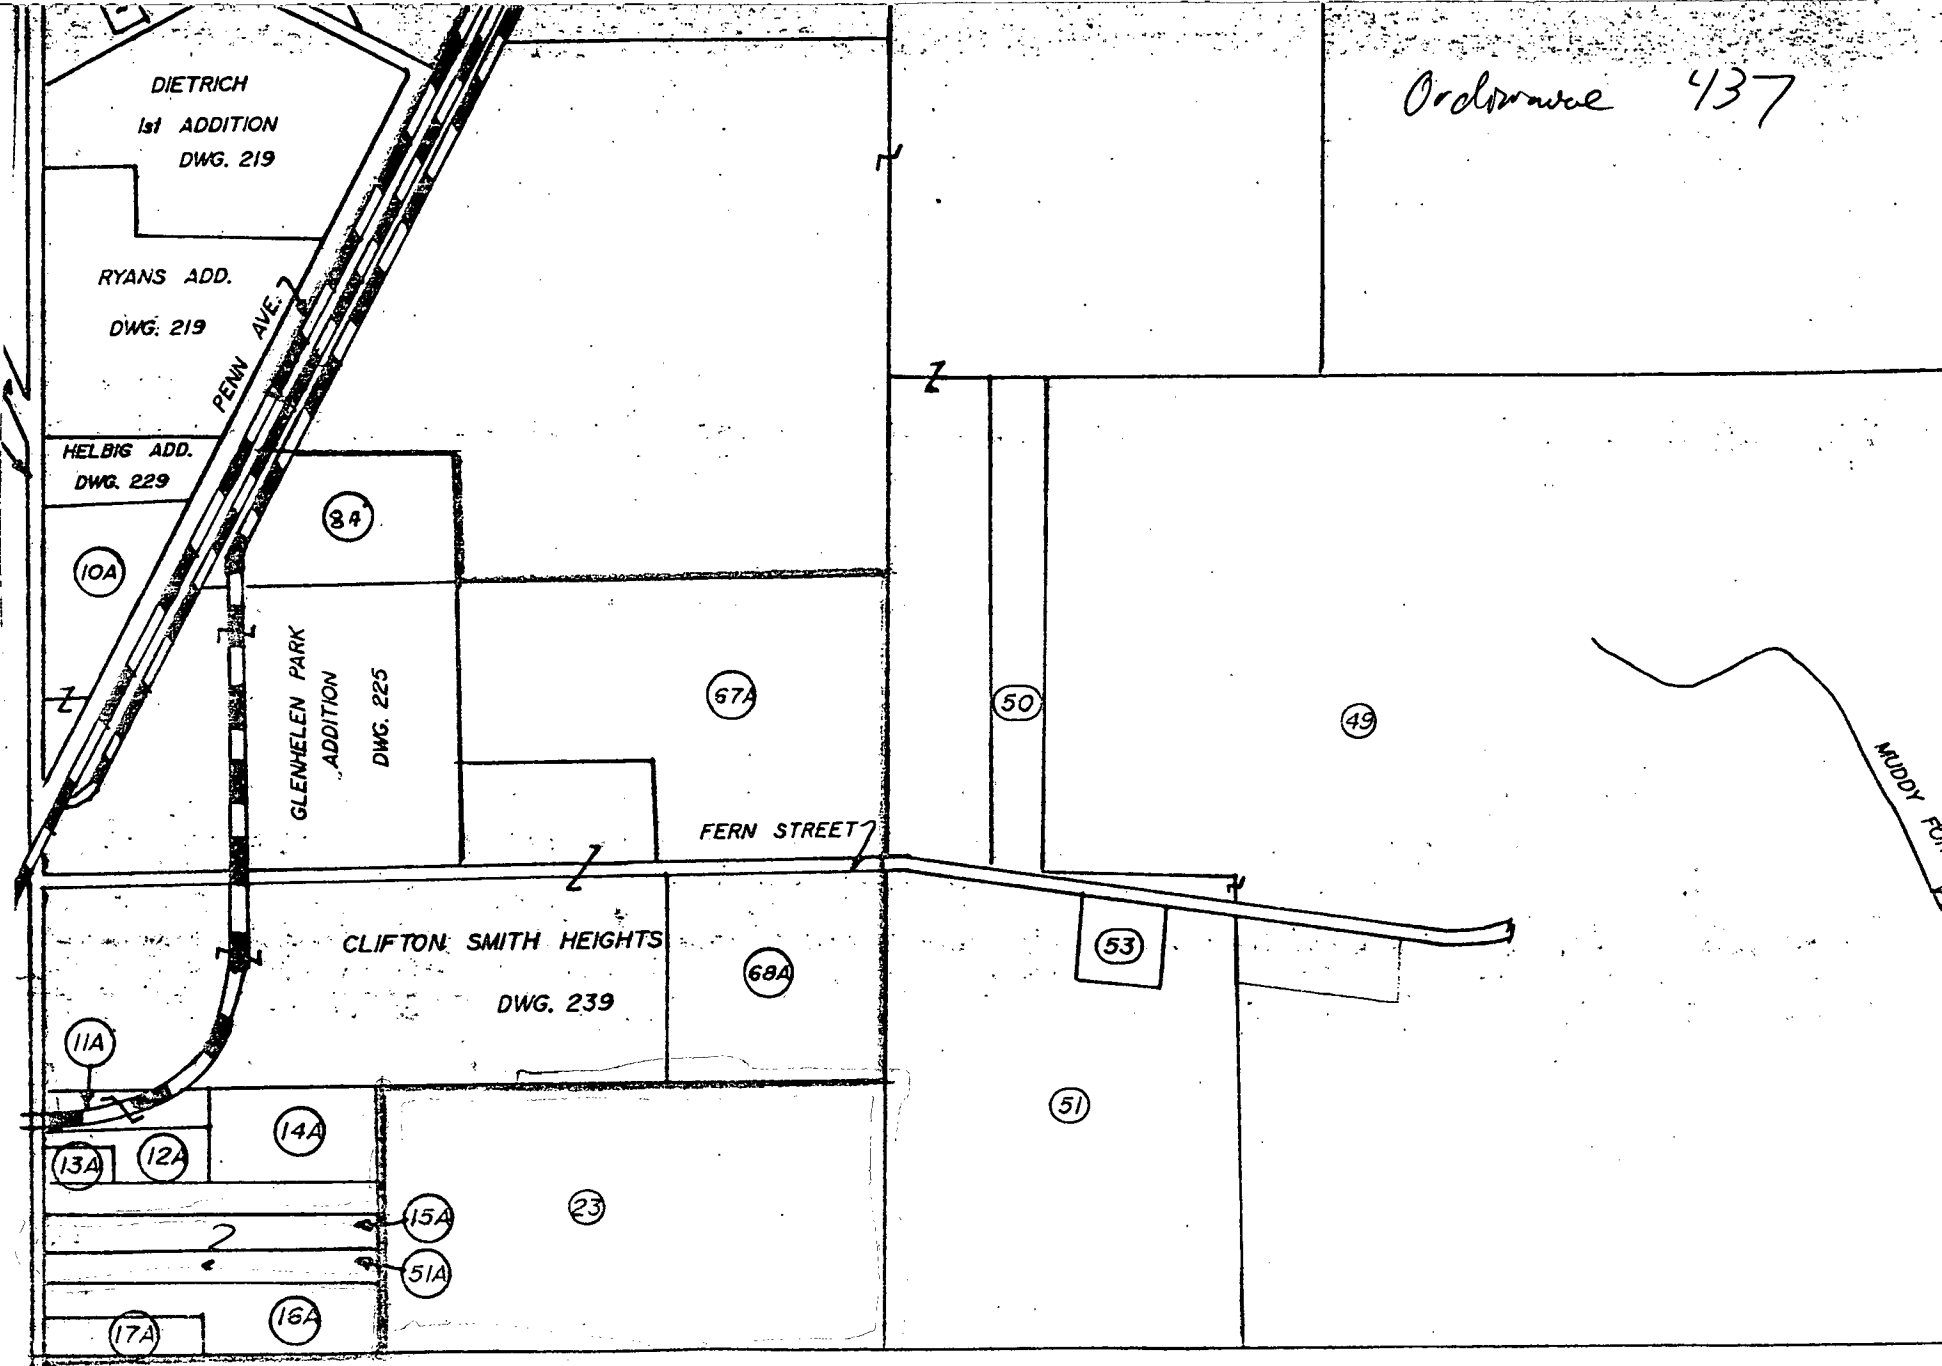 Ordinance 437
DIETRICH
1st ADDITION
DWG. 219
RYANS ADD.
DWG. 219
PENN AVE.
HELBIG ADD.
DWG. 229
8A
10A
GLENHELEN PARK
ADDITION
DWG. 225
67A
50
49
MUDDY
FERN STREET
CLIFTON SMITH HEIGHTS
DWG. 239
68A
53
11A
51
14A
13A
12A
23
15A
51A
16A
17A
?